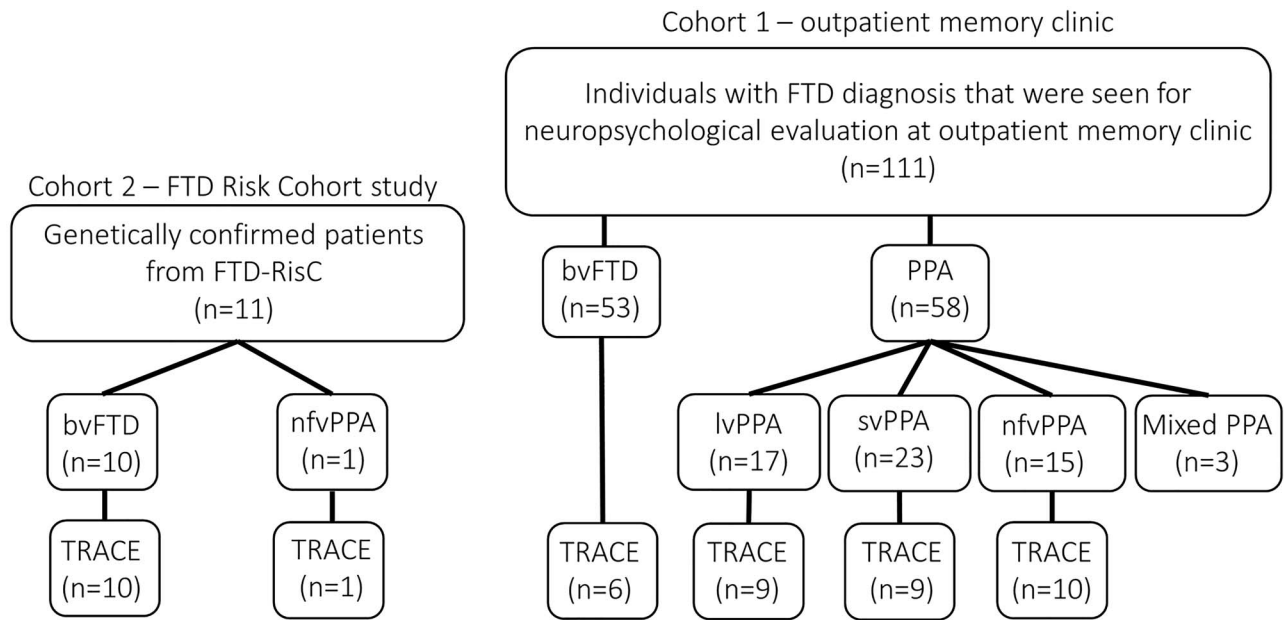 Cohort 1 – outpatient memory clinic
Individuals with FTD diagnosis that were seen for
neuropsychological evaluation at outpatient memory clinic
(n=111)
Cohort 2 – FTD Risk Cohort study
Genetically confirmed patients
from FTD-RisC
(n=11)
bvFTD
(n=53)
PPA
(n=58)
bvFTD
(n=10)
nfvPPA
(n=1)
lvPPA
(n=17)
svPPA
(n=23)
nfvPPA
(n=15)
Mixed PPA
(n=3)
TRACE
(n=10)
TRACE
(n=1)
TRACE
(n=6)
TRACE
(n=9)
TRACE
(n=9)
TRACE
(n=10)